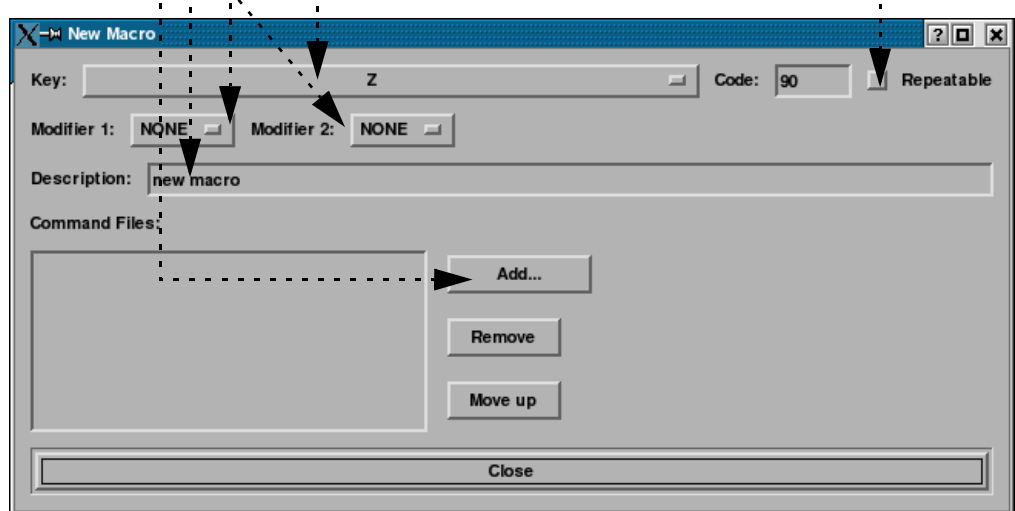 New Macro
Key: Z Code: 90 Repeatable
Modifier 1: NONE Modifier 2: NONE
Description: new macro
Command Files:
Add...
Remove
Move up
Close